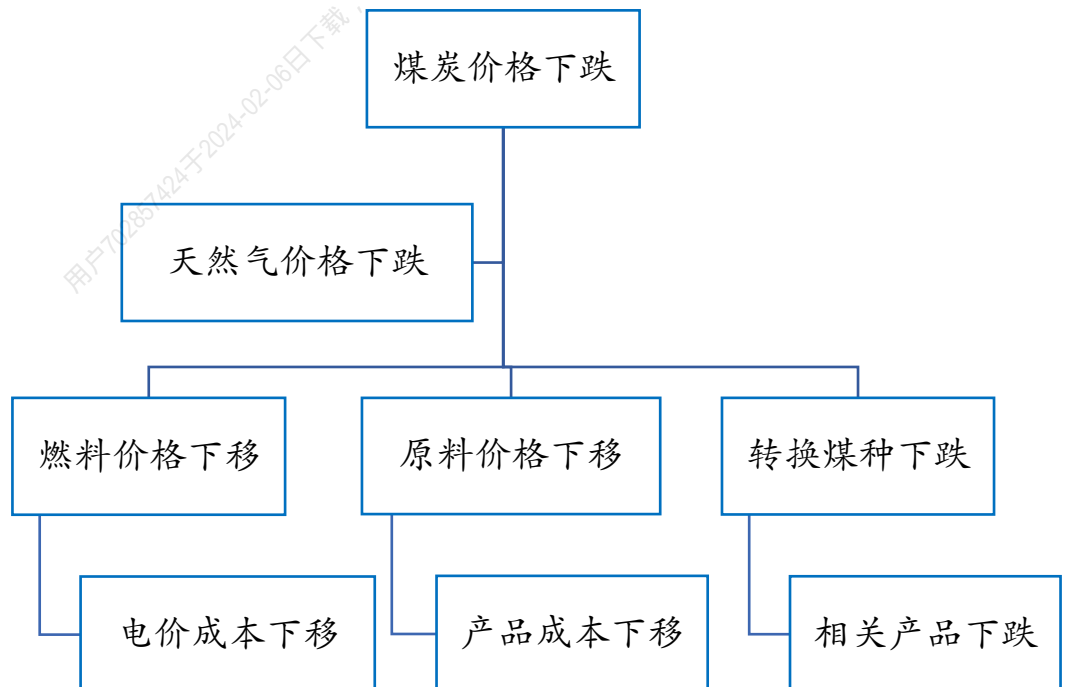 煤炭价格下跌
用户702857424于2024-02-06日下载，
天然气价格下跌
燃料价格下移
原料价格下移
转换煤种下跌
电价成本下移
产品成本下移
相关产品下跌